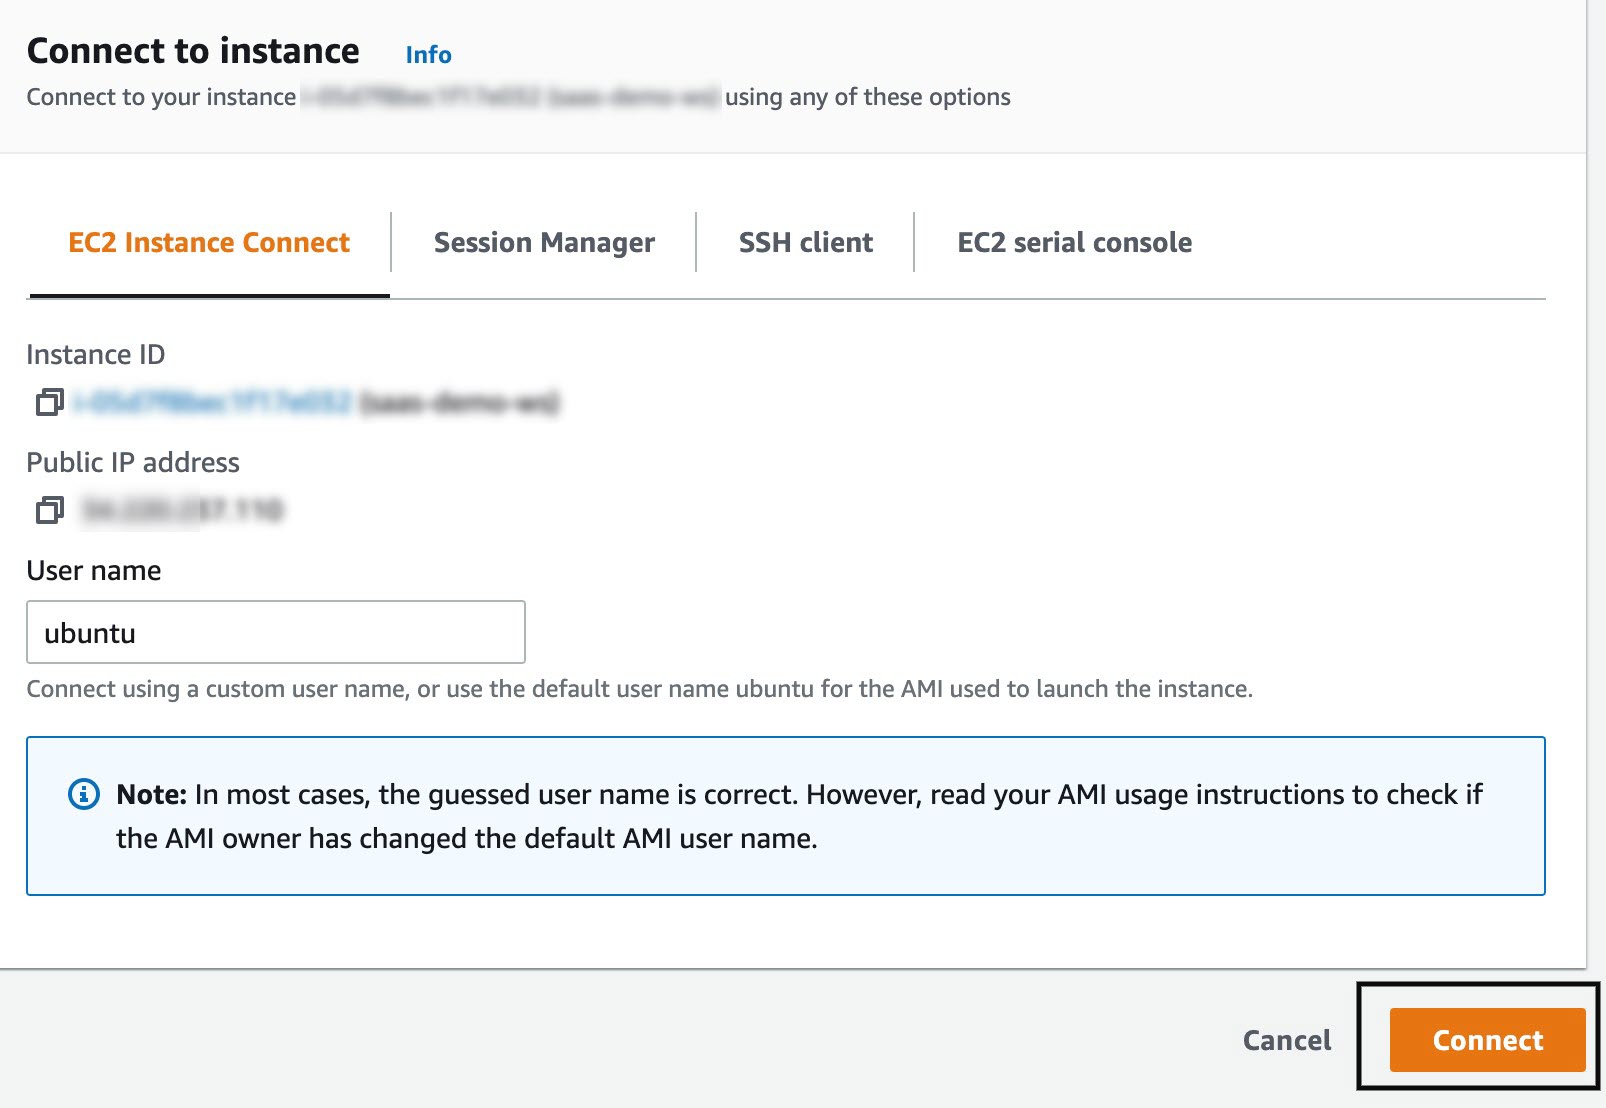 Connect to instance Info
Connect to your instance using any of these options
EC2 Instance Connect Session Manager SSH client EC2 serial console
Instance ID
Public IP address
User name
ubuntu
Connect using a custom user name, or use the default user name ubuntu for the AMI used to launch the instance.
Note: In most cases, the guessed user name is correct. However, read your AMI usage instructions to check if
the AMI owner has changed the default AMI user name.
Cancel Connect